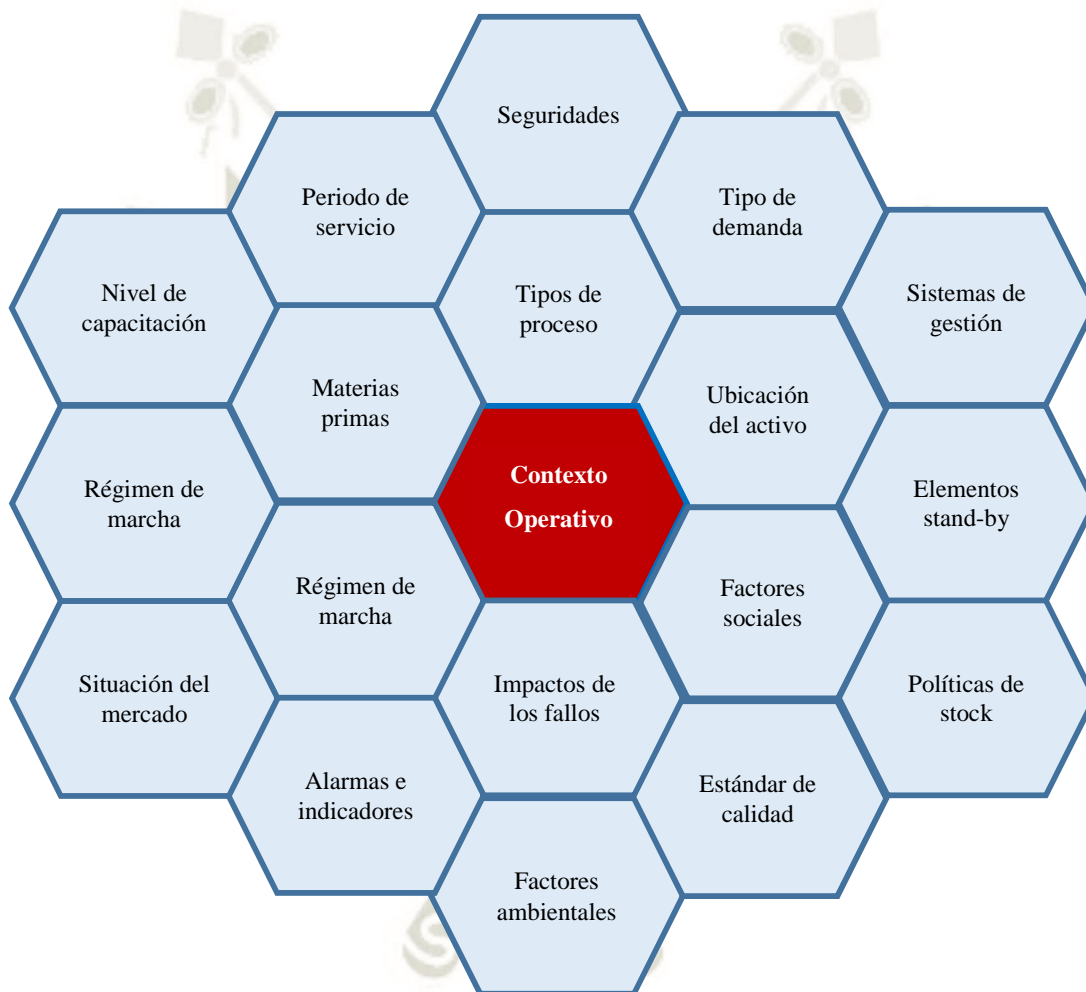 Seguridades
Periodo de
servicio
Tipo de
demanda
Nivel de
capacitación
Tipos de
proceso
Sistemas de
gestión
Materias
primas
Ubicación
del activo
Contexto
Operativo
Régimen de
marcha
Elementos
stand-by
Régimen de
marcha
Factores
sociales
Situación del
mercado
Impactos de
los fallos
Políticas de
stock
Alarmas e
indicadores
Estándar de
calidad
Factores
ambientales